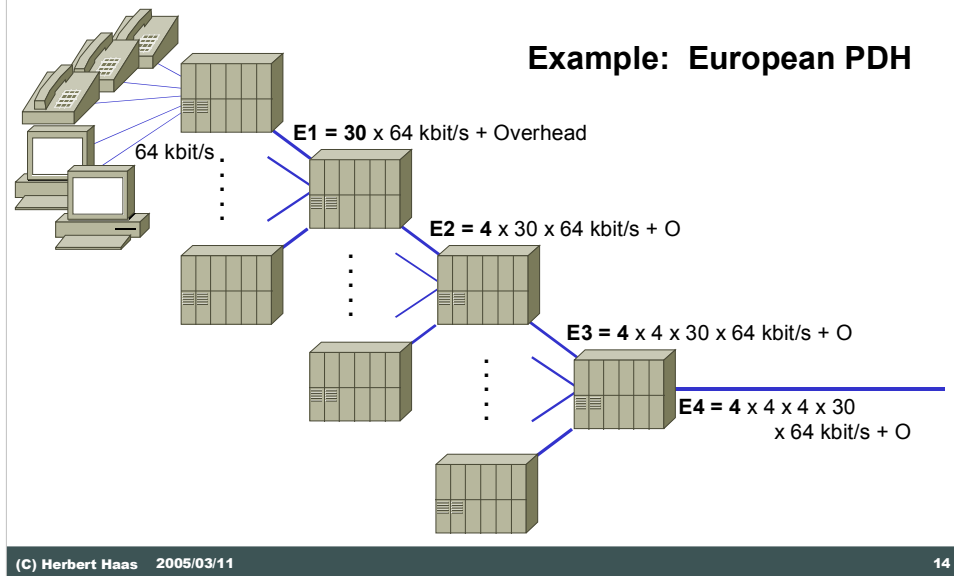 Example: European PDH
E1 = 30 x 64 kbit/s + Overhead
64 kbit/s
E2 = 4 x 30 x 64 kbit/s + O
E3 = 4 x 4 x 30 x 64 kbit/s + O
E4 = 4 x 4 x 4 x 30
x 64 kbit/s + O
(C) Herbert Haas 2005/03/11
14